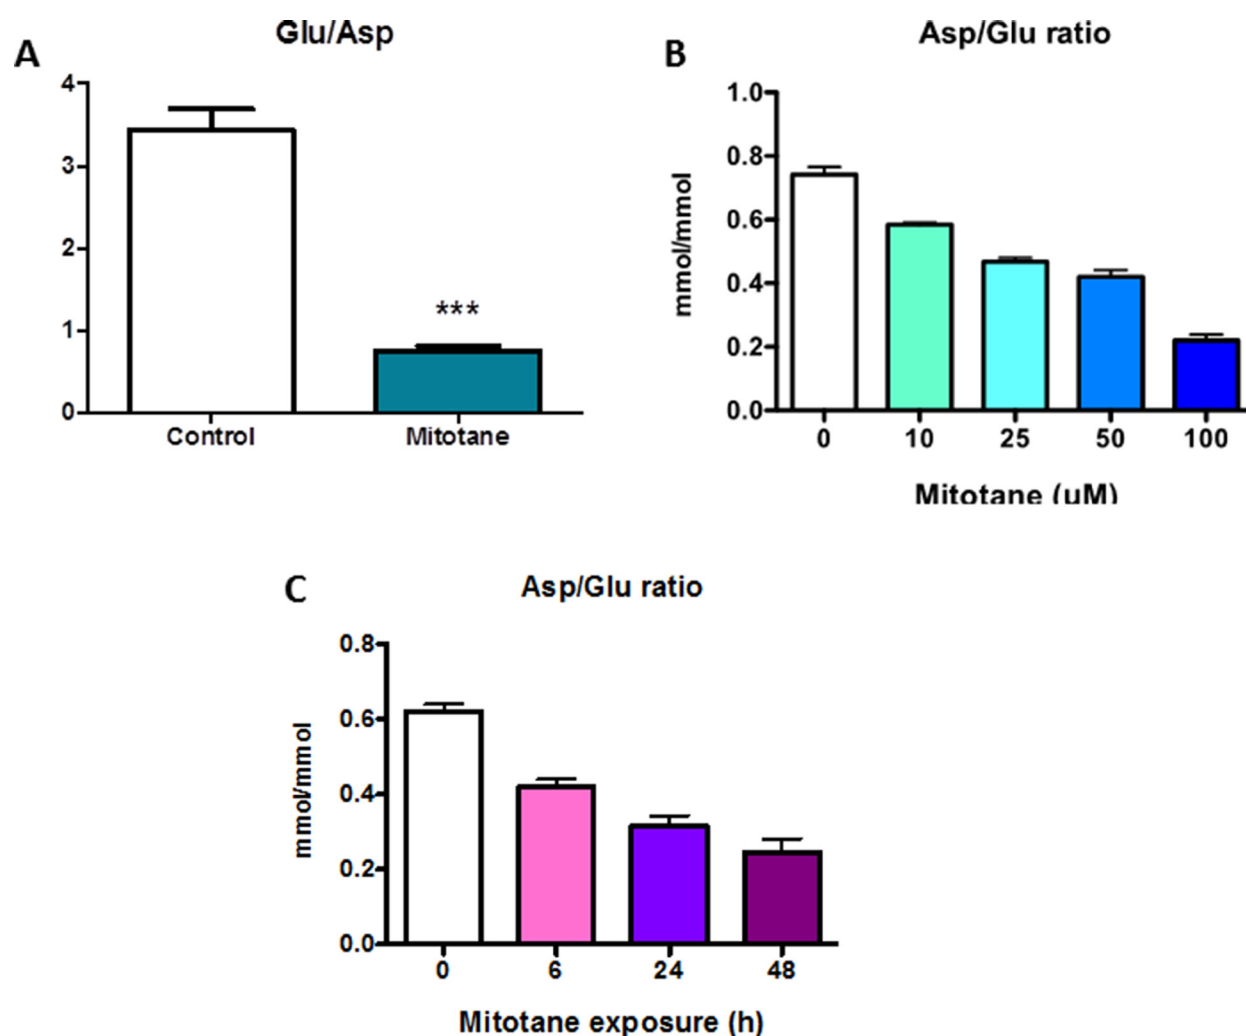 A
Glu/Asp
4
3
2
1
0
***
Control
Mitotane
B
Asp/Glu ratio
mmol/mmol
1.0
0.8
0.6
0.4
0.2
0.0
0 10 25 50 100
Mitotane (uM)
C
Asp/Glu ratio
mmol/mmol
0.8
0.6
0.4
0.2
0.0
0 6 24 48
Mitotane exposure (h)